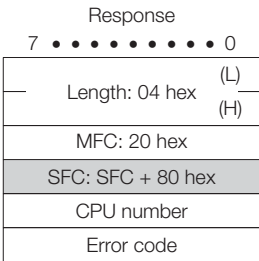 Response
7 • • • • • • • • • 0
Length: 04 hex (L)
(H)
MFC: 20 hex
SFC: SFC + 80 hex
CPU number
Error code